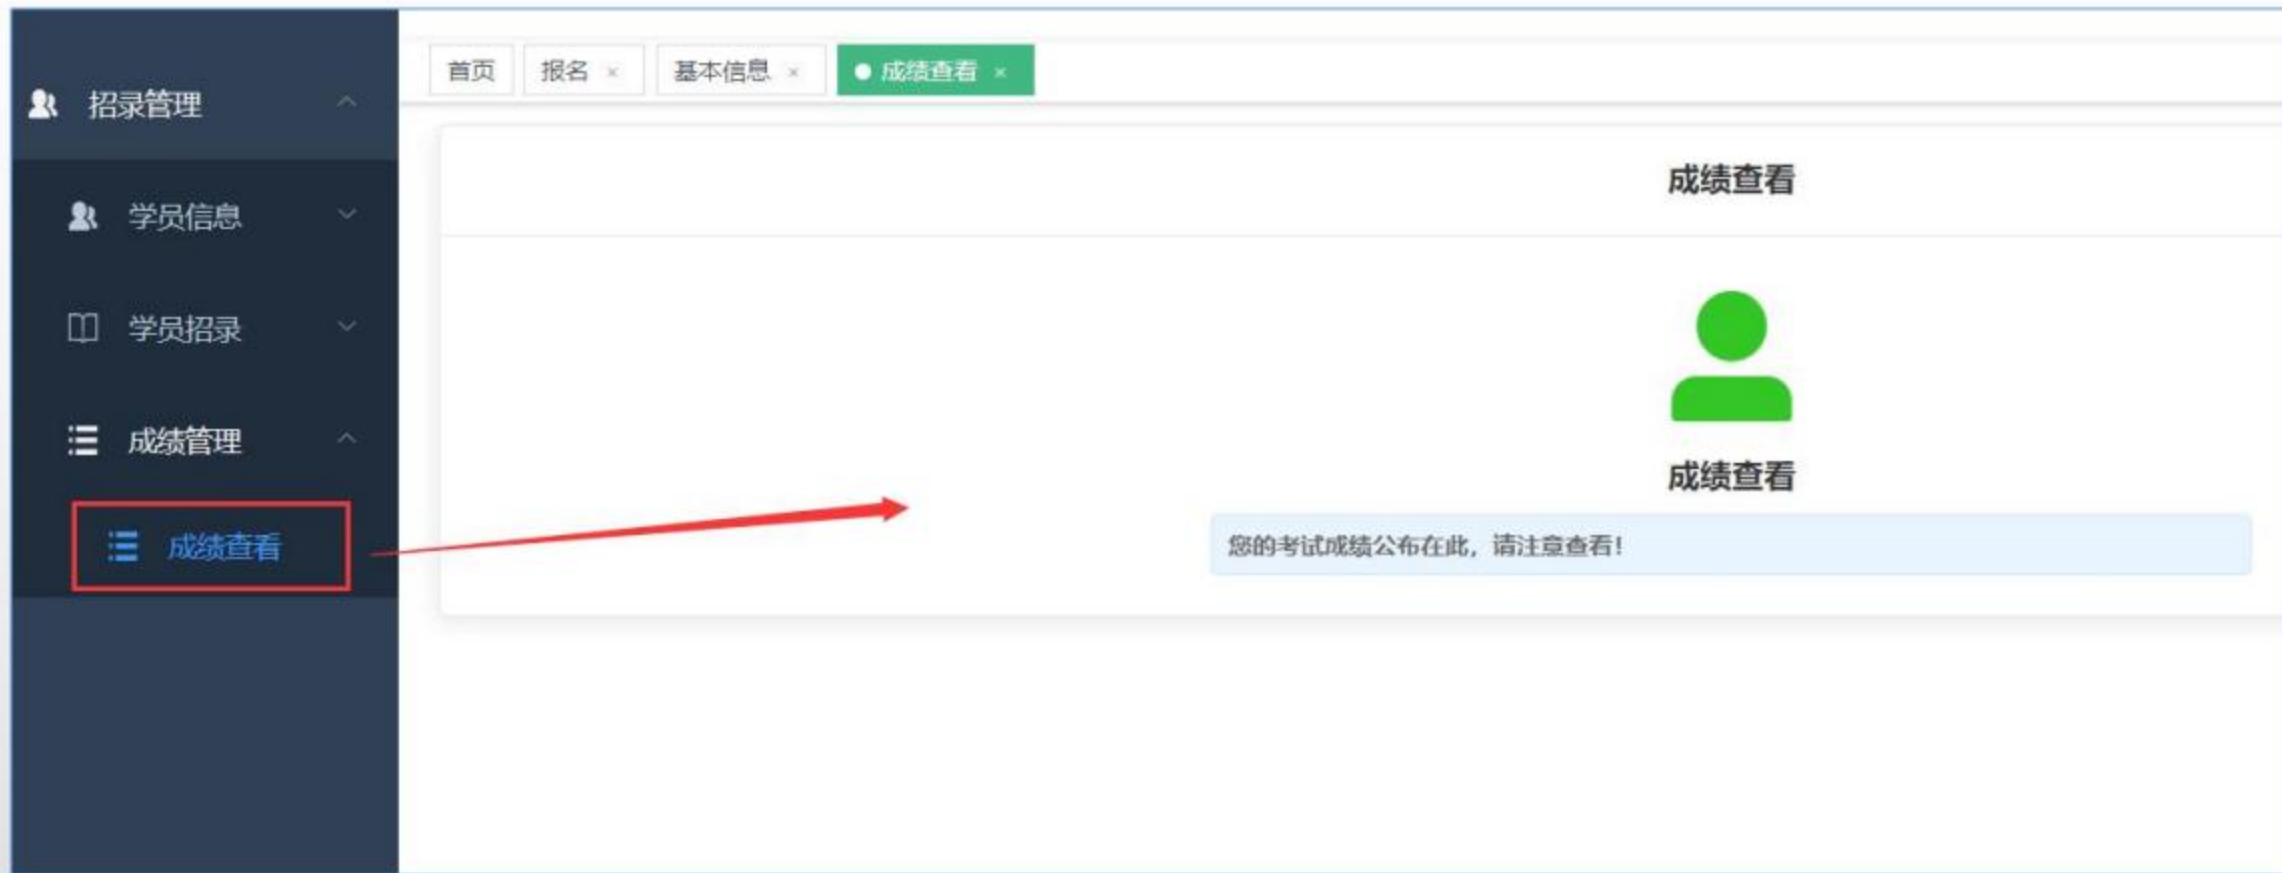 招录管理
学员信息
学员招录
成绩管理
成绩查看
首页 报名 × 基本信息 × 成绩查看 ×
成绩查看
成绩查看
您的考试成绩公布在此，请注意查看！